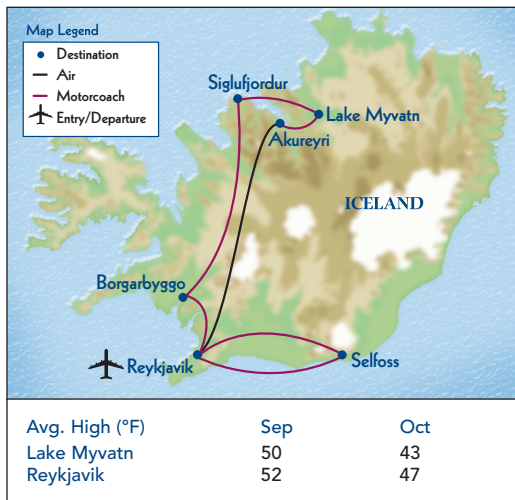 Map Legend
Destination
Air
Motorcoach
Entry/Departure
Siglufjordur
Lake Myvatn
Akureyri
ICELAND
Borgarbyggo
Reykjavik
Selfoss
Avg. High (°F) Sep Oct
Lake Myvatn 50 43
Reykjavik 52 47